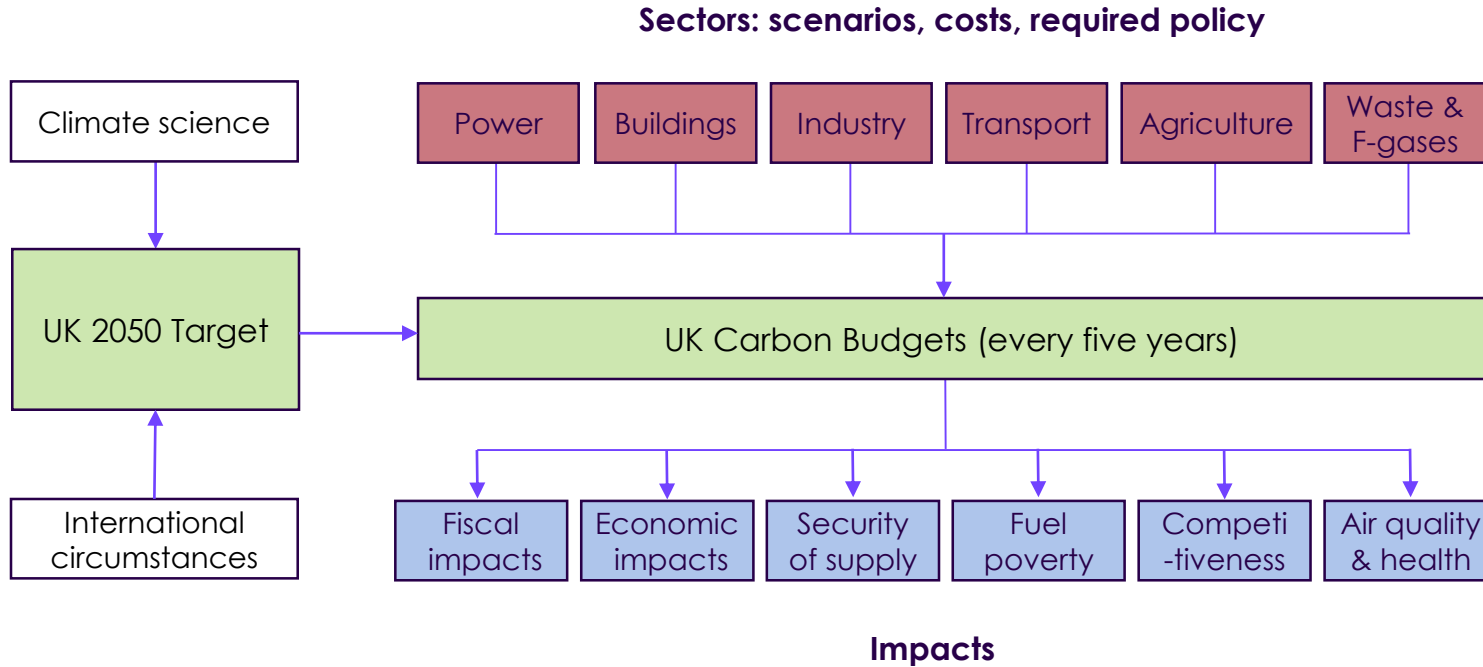 Sectors: scenarios, costs, required policy
Climate science
Power
Buildings
Industry
Transport
Agriculture
Waste &
F-gases
UK 2050 Target
UK Carbon Budgets (every five years)
International
circumstances
Fiscal
impacts
Economic
impacts
Security
of supply
Fuel
poverty
Competi
-tiveness
Air quality
& health
Impacts